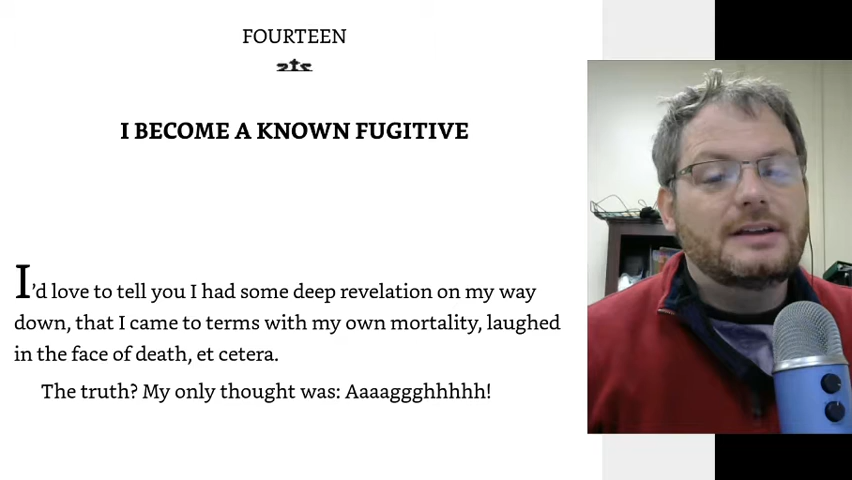 FOURTEEN
I BECOME A KNOWN FUGITIVE
I’d love to tell you I had some deep revelation on my way
down, that I came to terms with my own mortality, laughed
in the face of death, et cetera.
The truth? My only thought was: Aaaaggghhhhh!